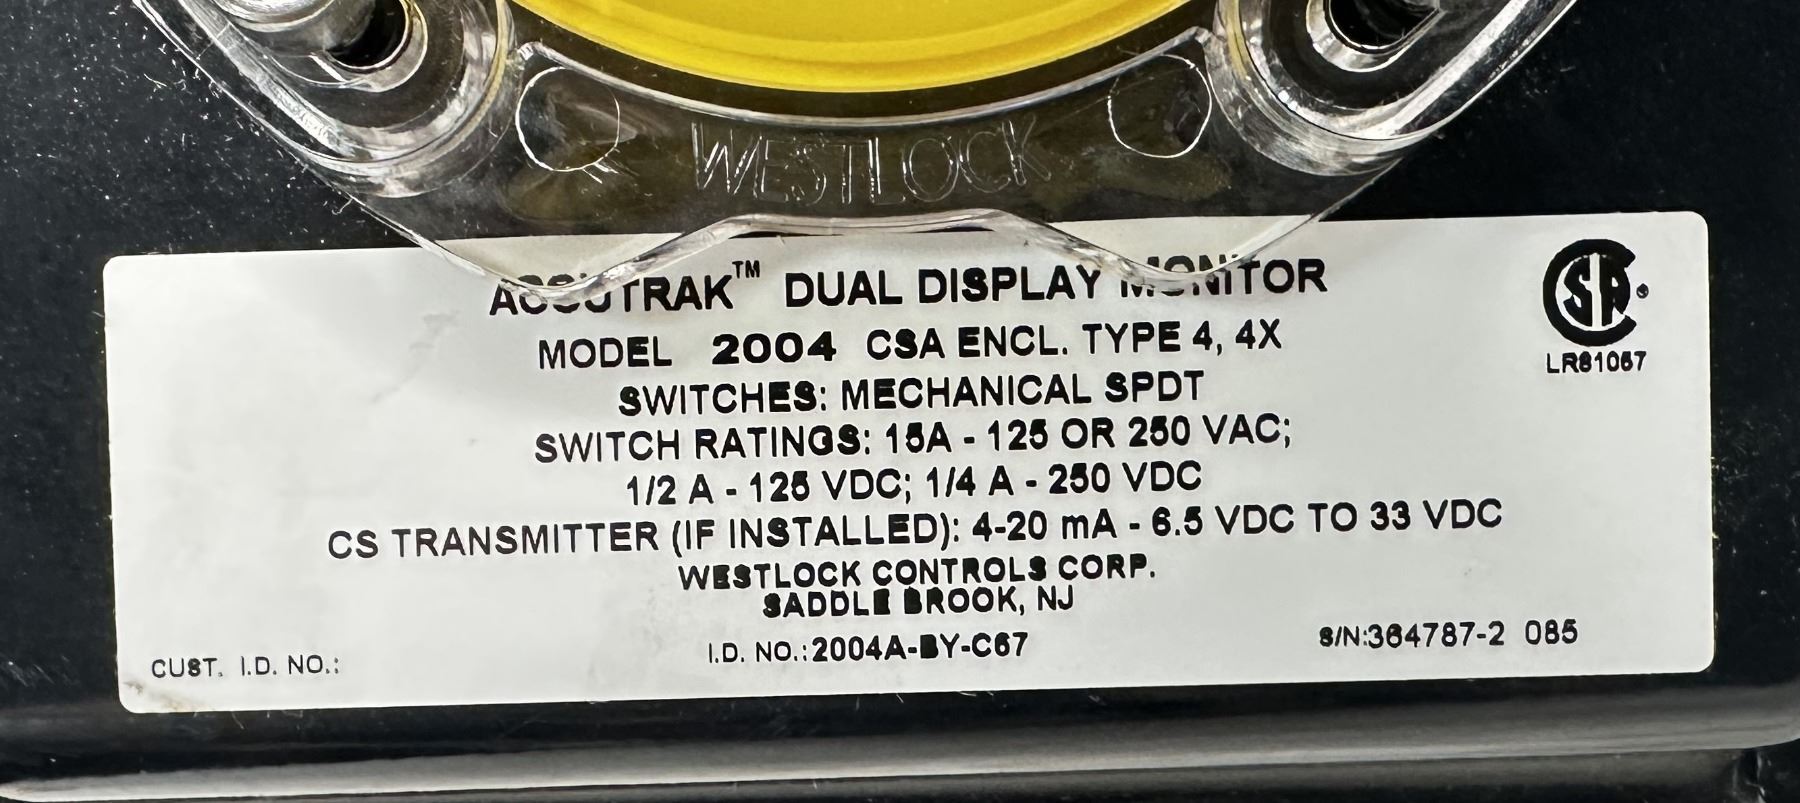 WESTLOCK
ACCUTRAK™ DUAL DISPLAY MONITOR
MODEL 2004 CSA ENCL. TYPE 4, 4X
SWITCHES: MECHANICAL SPDT
SWITCH RATINGS: 15A - 125 OR 250 VAC;
1/2 A - 125 VDC; 1/4 A - 250 VDC
CS TRANSMITTER (IF INSTALLED): 4-20 mA - 6.5 VDC TO 33 VDC
WESTLOCK CONTROLS CORP.
SADDLE BROOK, NJ
CUST. I.D. NO.:
I.D. NO.:2004A-BY-C67
S/N:364787-2 085
CSA
LR81067